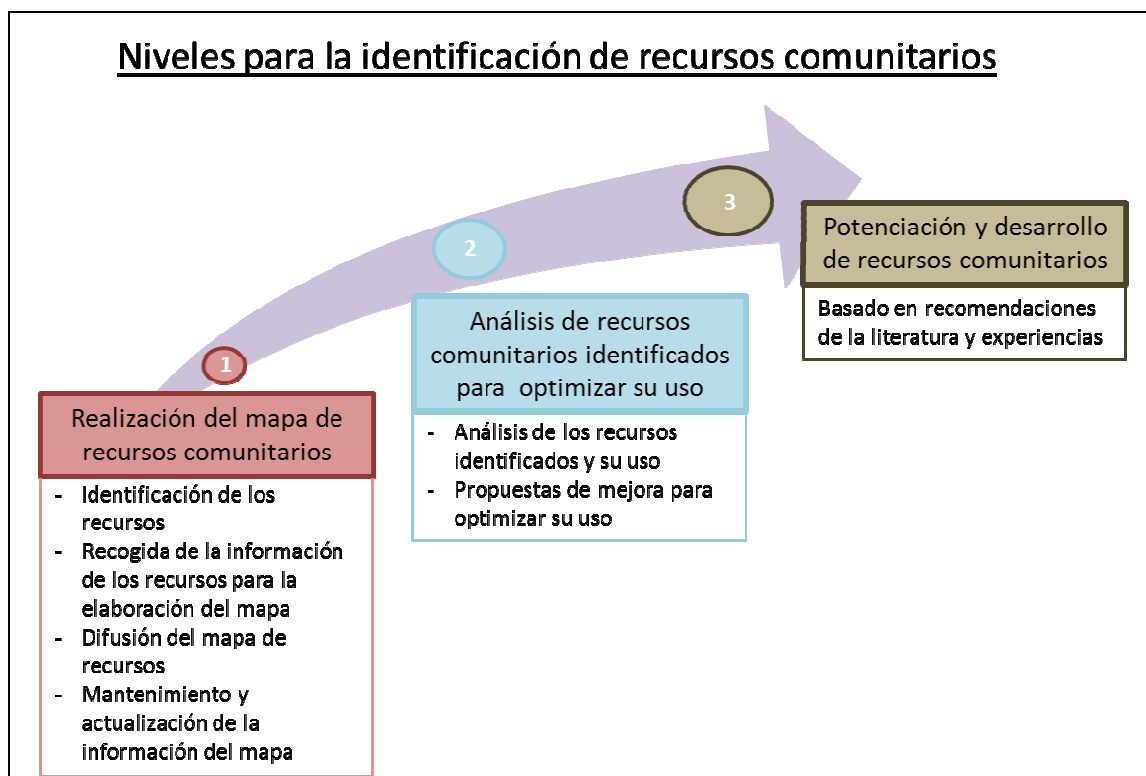 Niveles para la identificación de recursos comunitarios
1
Realización del mapa de
recursos comunitarios
- Identificación de los
recursos
- Recogida de la información
de los recursos para la
elaboración del mapa
- Difusión del mapa de
recursos
- Mantenimiento y
actualización de la
información del mapa
2
Análisis de recursos
comunitarios identificados
para optimizar su uso
- Análisis de los recursos
identificados y su uso
- Propuestas de mejora para
optimizar su uso
3
Potenciación y desarrollo
de recursos comunitarios
Basado en recomendaciones
de la literatura y experiencias